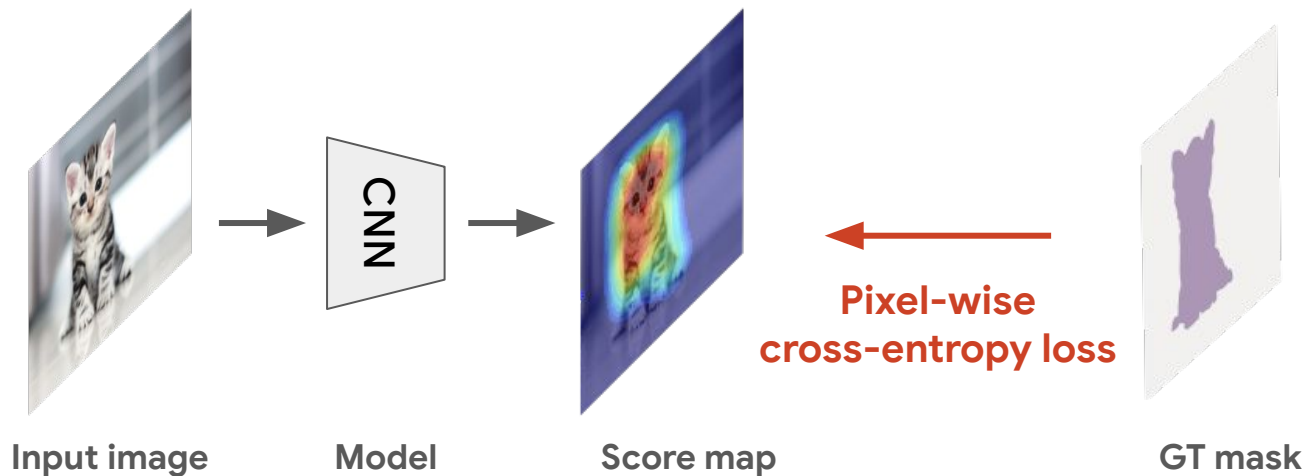 CNN
Pixel-wise
cross-entropy loss
Input image
Model
Score map
GT mask